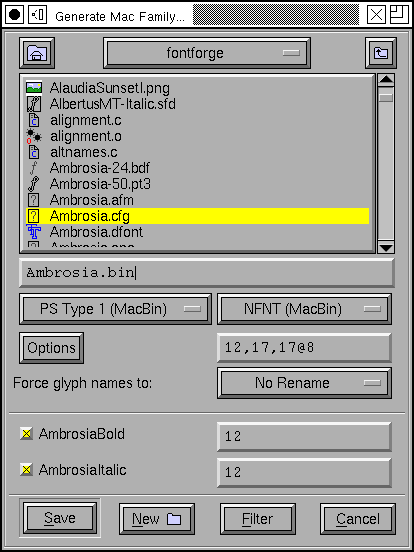 Generate Mac Family...
fontforge
AlaudiaSunsetI.png
AlbertusMT-Italic.sfd
alignment.c
alignment.o
altnames.c
Ambrosia-24.bdf
Ambrosia-50.pt3
Ambrosia.afm
Ambrosia.cfg
Ambrosia.dfont
Ambrosia.bin
PS Type 1 (MacBin) NFNT (MacBin)
Options 12,17,17@8
Force glyph names to: No Rename
AmbrosiaBold 12
AmbrosiaItalic 12
Save New Filter Cancel